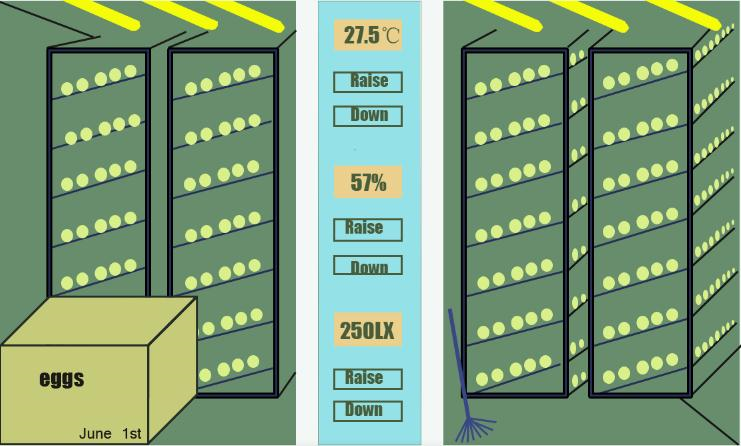 27.5℃
Raise
Down
57%
Raise
Down
250LX
Raise
Down
eggs
June 1st